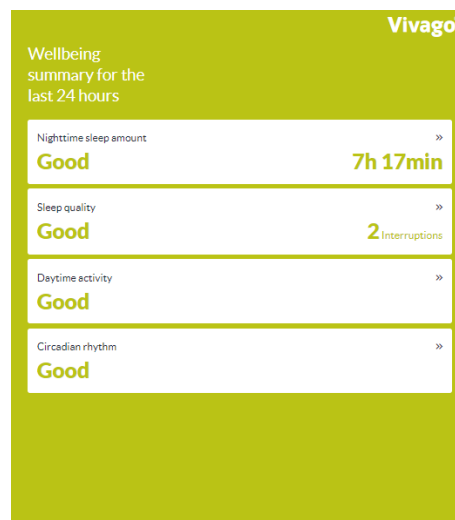 Vivago
Wellbeing
summary for the
last 24 hours
Nighttime sleep amount »
Good 7h 17min
Sleep quality »
Good 2 Interruptions
Daytime activity »
Good
Circadian rhythm »
Good